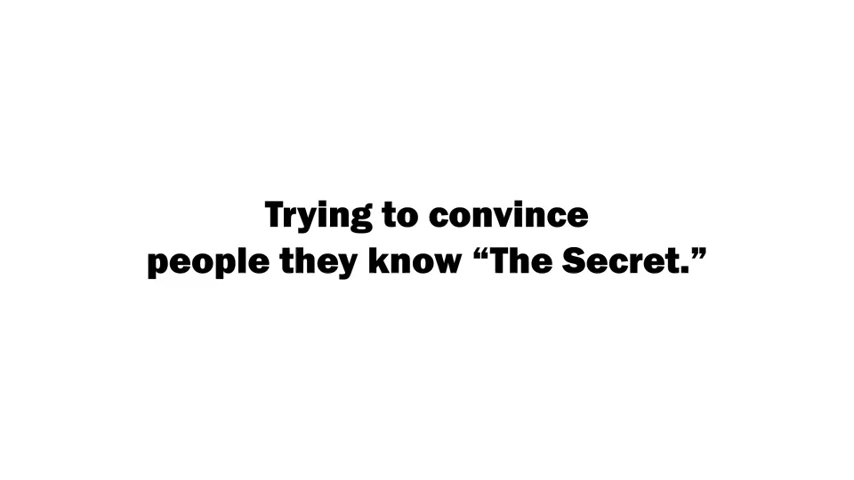 Trying to convince
people they know “The Secret.”